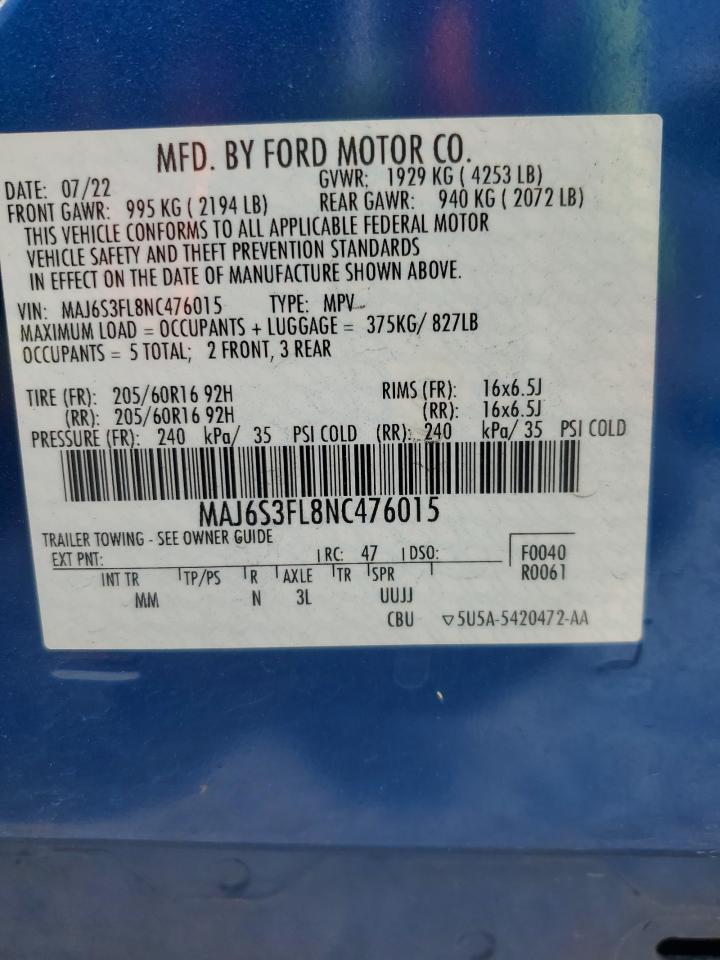 MFD. BY FORD MOTOR CO.
DATE: 07/22 GVWR: 1929 KG ( 4253 LB)
FRONT GAWR: 995 KG ( 2194 LB) REAR GAWR: 940 KG ( 2072 LB)
THIS VEHICLE CONFORMS TO ALL APPLICABLE FEDERAL MOTOR
VEHICLE SAFETY AND THEFT PREVENTION STANDARDS
IN EFFECT ON THE DATE OF MANUFACTURE SHOWN ABOVE.
VIN: MAJ6S3FL8NC476015 TYPE: MPV
MAXIMUM LOAD = OCCUPANTS + LUGGAGE = 375KG/ 827LB
OCCUPANTS = 5 TOTAL; 2 FRONT, 3 REAR
TIRE (FR): 205/60R16 92H RIMS (FR): 16x6.5J
(RR): 205/60R16 92H (RR): 16x6.5J
PRESSURE (FR): 240 kPa/ 35 PSI COLD (RR): 240 kPa/ 35 PSI COLD
MAJ6S3FL8NC476015
TRAILER TOWING - SEE OWNER GUIDE
EXT PNT: RC: 47 DSO: F0040
INT TR TP/PS R AXLE TR SPR R0061
MM N 3L UUJJ
CBU ▽5U5A-5420472-AA